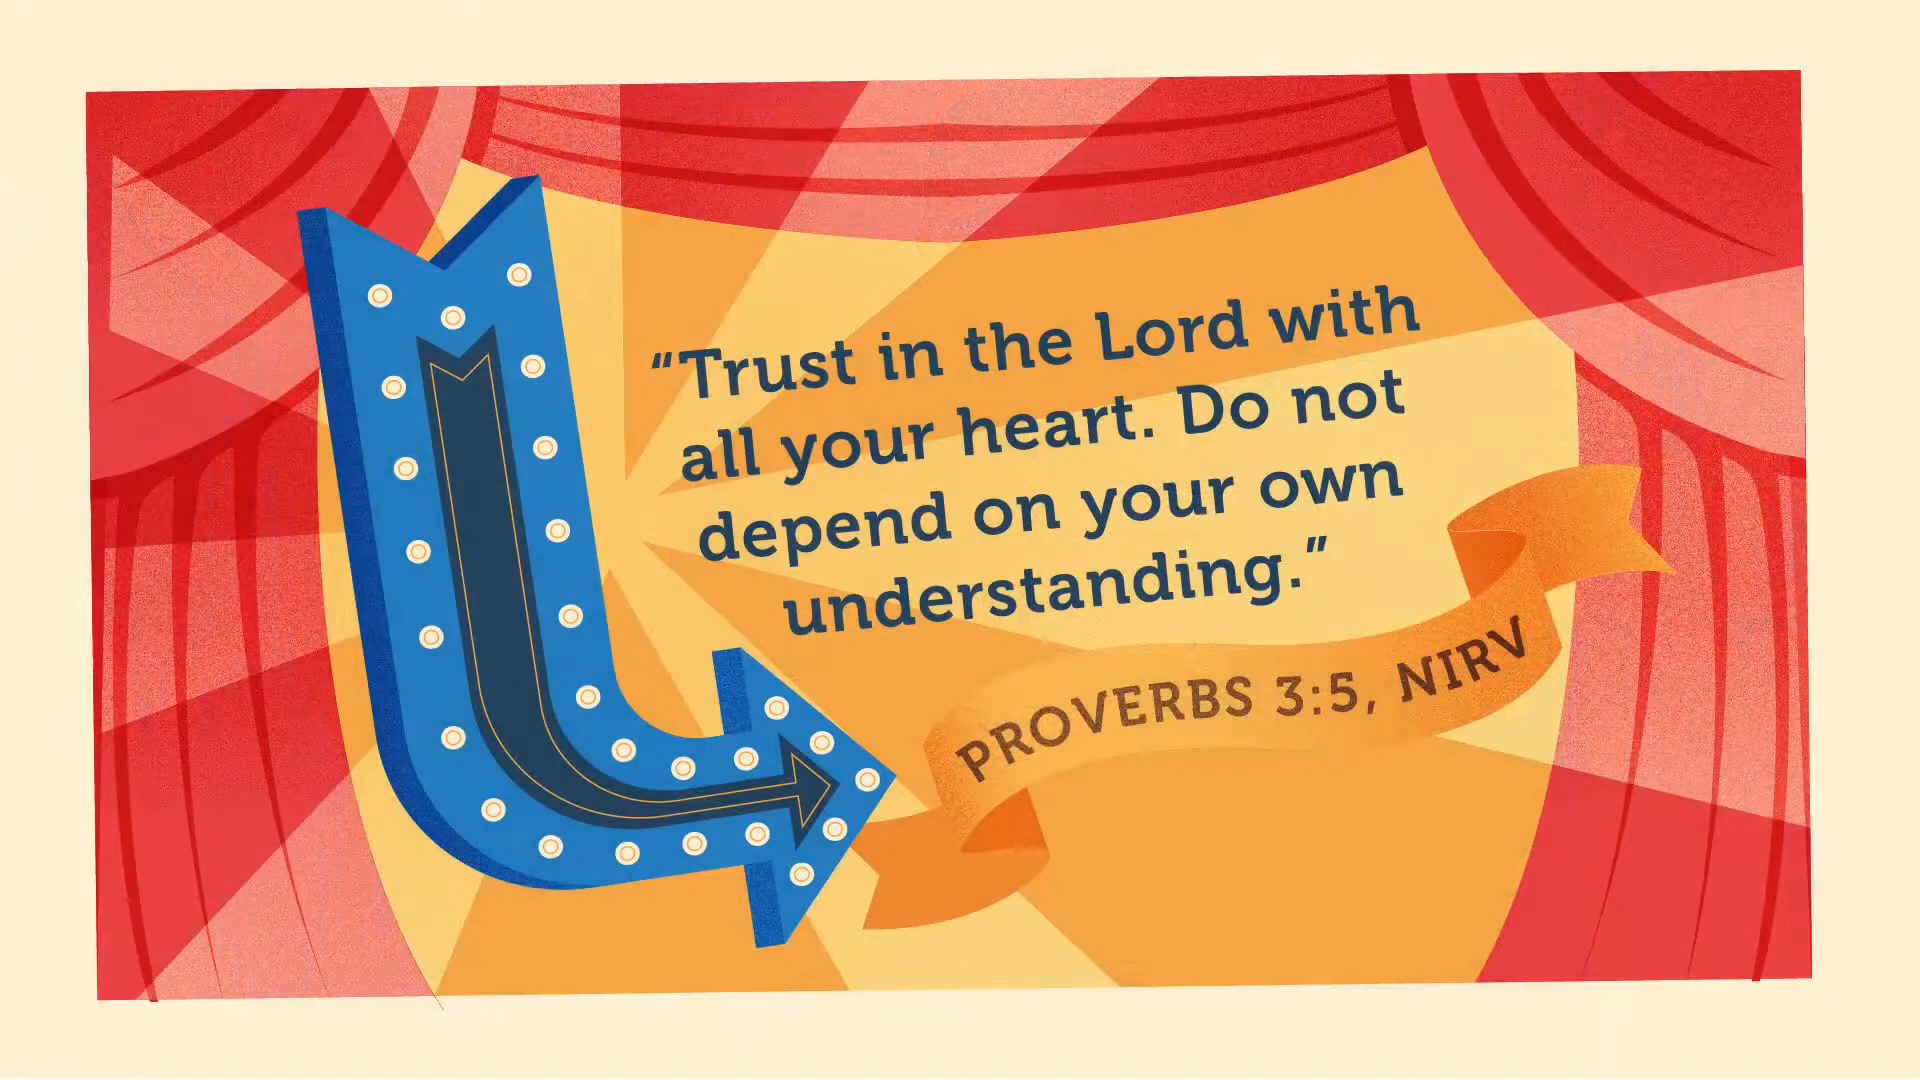 “Trust in the Lord with
all your heart. Do not
depend on your own
understanding.”
PROVERBS 3:5, NIRV